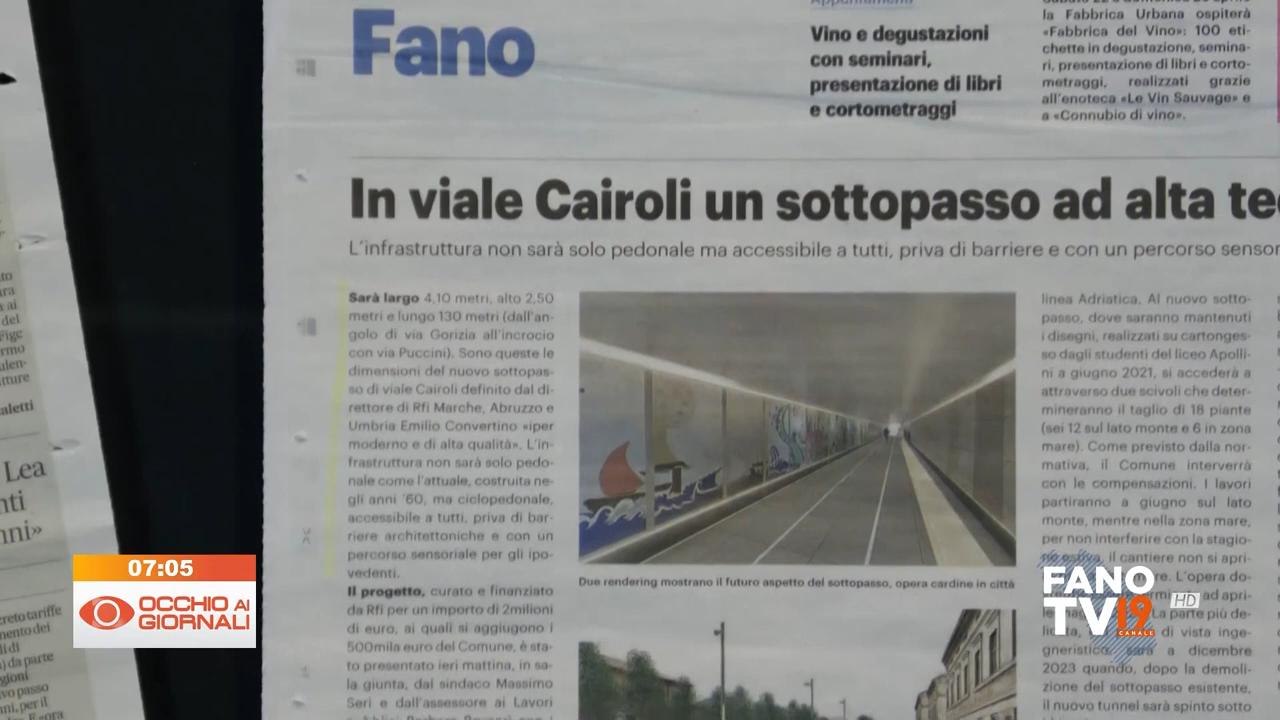 Fano
Appuntamenti
Vino e degustazioni
con seminari,
presentazione di libri
e cortometraggi
la Fabbrica Urbana ospiterà
«Fabbrica del Vino»: 100 eti-
chette in degustazione, semina-
ri, presentazione di libri e corto-
metraggi, realizzati grazie
all'enoteca «Le Vin Sauvage» e
a «Connubio di vino».
In viale Cairoli un sottopasso ad alta te
L'infrastruttura non sarà solo pedonale ma accessibile a tutti, priva di barriere e con un percorso sensor
Sarà largo 4,10 metri, alto 2,50
metri e lungo 130 metri (dall'an-
golo di via Gorizia all'incrocio
con via Puccini). Sono queste le
dimensioni del nuovo sottopas-
so di viale Cairoli definito dal di-
rettore di Rfi Marche, Abruzzo e
Umbria Emilio Convertino «iper
moderno e di alta qualità». L'in-
frastruttura non sarà solo pedo-
nale come l'attuale, costruita ne-
gli anni '60, ma ciclopedonale,
accessibile a tutti, priva di bar-
riere architettoniche e con un
percorso sensoriale per gli ipo-
vedenti.
Il progetto, curato e finanziato
da Rfi per un importo di 2milioni
di euro, ai quali si aggiugono i
500mila euro del Comune, è sta-
to presentato ieri mattina, in sa-
la giunta, dal sindaco Massimo
Seri e dall'assessore ai Lavori
Due rendering mostrano il futuro aspetto del sottopasso, opera cardine in città
linea Adriatica. Al nuovo sotto-
passo, dove saranno mantenuti
i disegni, realizzati su cartonges-
so dagli studenti del liceo Apolli-
ni a giugno 2021, si accederà a
attraverso due scivoli che deter-
mineranno il taglio di 18 piante
(sei 12 sul lato monte e 6 in zona
mare). Come previsto dalla nor-
mativa, il Comune interverrà
con le compensazioni. I lavori
partiranno a giugno sul lato
monte, mentre nella zona mare,
per non interferire con la stagio-
estiva, il cantiere non si apri-
re. L'opera do-
ad apri-
La parte più de-
di vista inge-
gneristico, sarà a dicembre
2023 quando, dopo la demoli-
zione del sottopasso esistente,
il nuovo tunnel sarà spinto sotto
Lea
nti
nni»
aletti
07:05
OCCHIO AI
GIORNALI
FANO
TV19
CANALE
HD